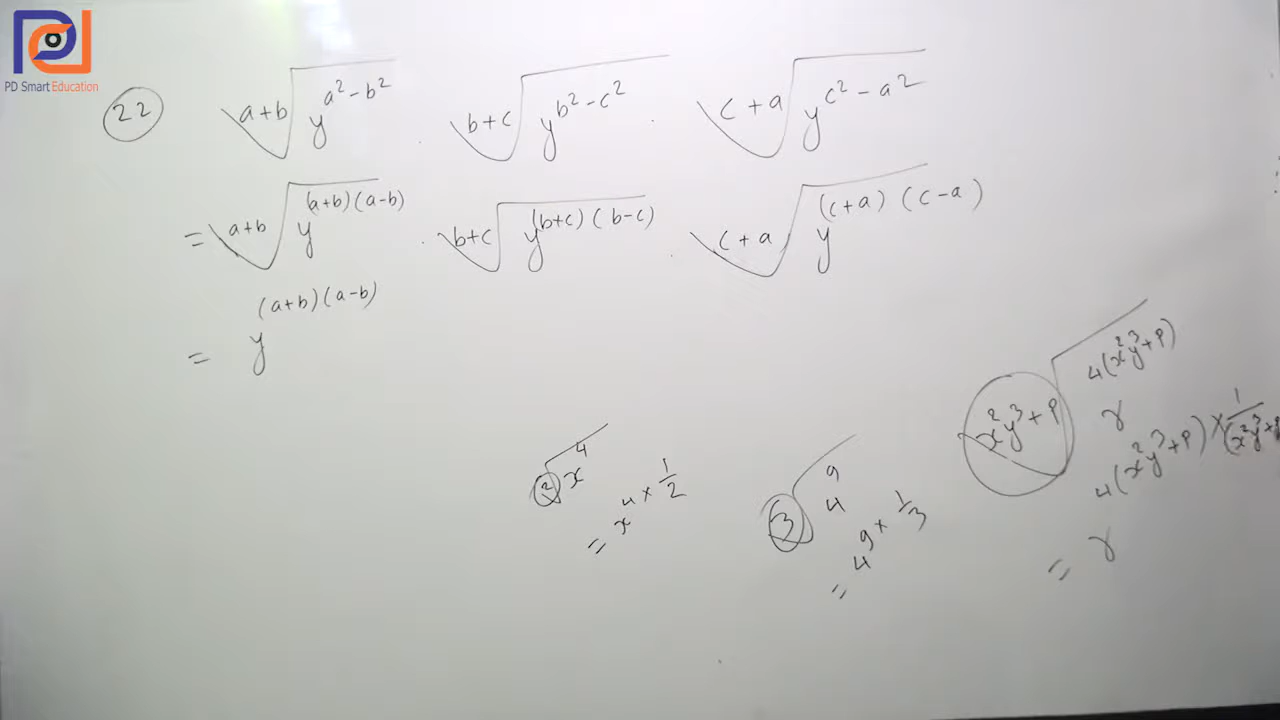 PD Smart Education
22 ᵃ⁺ᵇ√y^(a²-b²) . ᵇ⁺ᶜ√y^(b²-c²) . ᶜ⁺ᵃ√y^(c²-a²)
= ᵃ⁺ᵇ√y^((a+b)(a-b)) . ᵇ⁺ᶜ√y^((b+c)(b-c)) . ᶜ⁺ᵃ√y^((c+a)(c-a))
= y^((a+b)(a-b))
²√x⁴
= x^(4×1/2)
³√4⁹
= 4^(9×1/3)
x²y³+p √γ^(4(x²y³+p))
= γ^(4(x²y³+p)×1/(x²y³+p